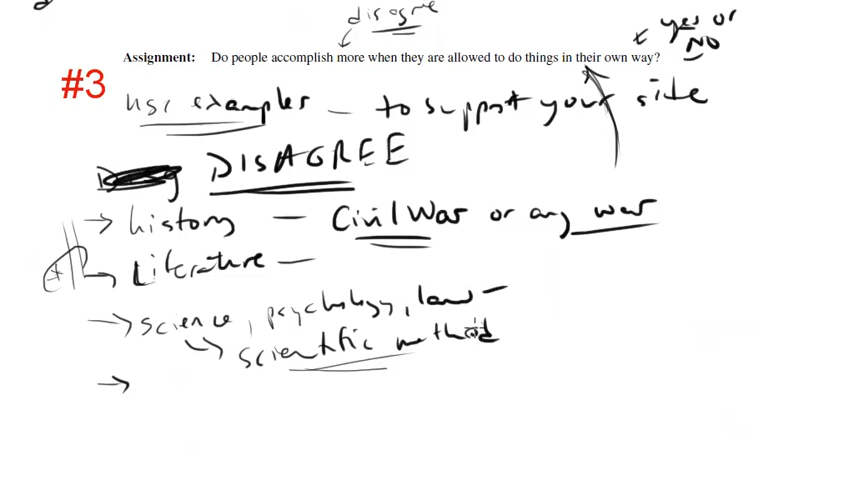 disagree
yes or
NO
Assignment: Do people accomplish more when they are allowed to do things in their own way?
#3
use examples — to support your side
DISAGREE
→ history — Civil War or any war
Literature —
→ science, psychology, law —
scientific method
→